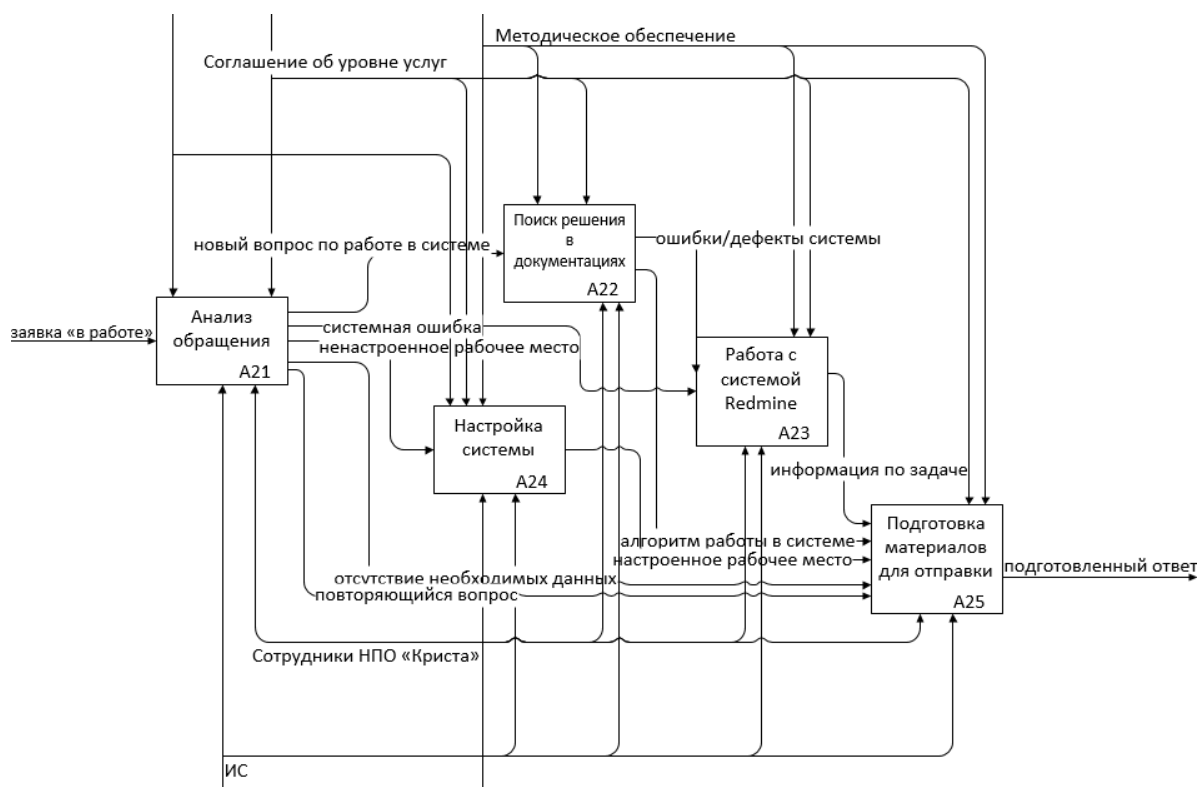 Методическое обеспечение
Соглашение об уровне услуг
Поиск решения
в
документациях
A22
новый вопрос по работе в системе
ошибки/дефекты системы
заявка «в работе»
Анализ
обращения
A21
системная ошибка
ненастроенное рабочее место
Работа с
системой
Redmine
A23
Настройка
системы
A24
информация по задаче
Подготовка
материалов
для отправки
A25
алгоритм работы в системе
настроенное рабочее место
подготовленный ответ
отсутствие необходимых данных
повторяющийся вопрос
Сотрудники НПО «Криста»
ИС